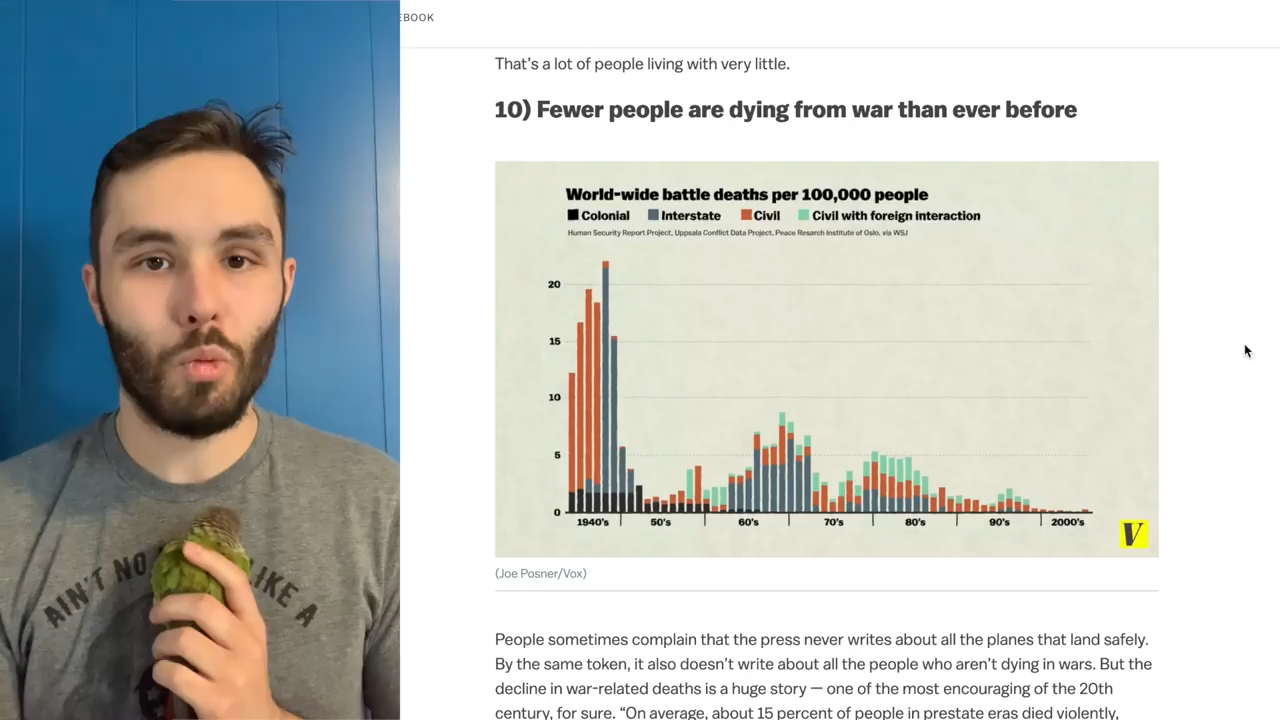 EBOOK
That's a lot of people living with very little.
10) Fewer people are dying from war than ever before
World-wide battle deaths per 100,000 people
Colonial Interstate Civil Civil with foreign interaction
Human Security Report Project, Uppsala Conflict Data Project, Peace Resarch Institute of Oslo, via WSJ
20
15
10
5
0
1940's 50's 60's 70's 80's 90's 2000's
V
(Joe Posner/Vox)
People sometimes complain that the press never writes about all the planes that land safely.
By the same token, it also doesn't write about all the people who aren't dying in wars. But the
decline in war-related deaths is a huge story — one of the most encouraging of the 20th
century, for sure. "On average, about 15 percent of people in prestate eras died violently,
AIN'T NO LIKE A